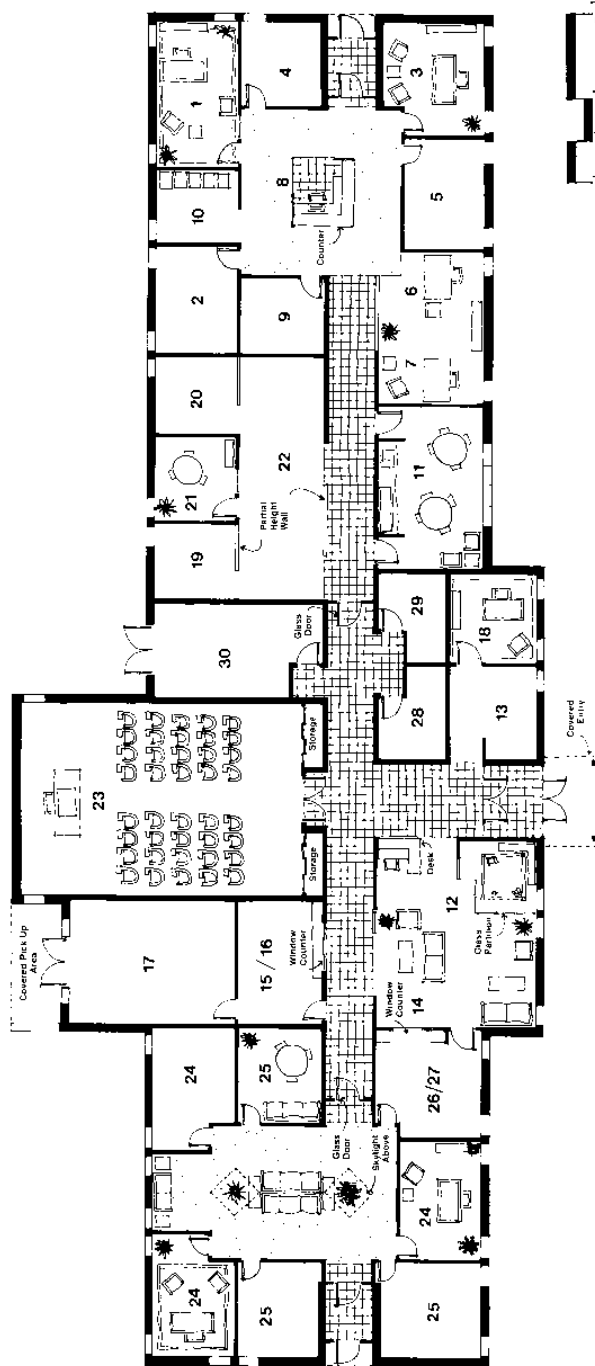 Covered Pick Up
Area
23
17
24
24
19
21
20
2
10
1
30
25
25
15/16
Partial
Height
Wall
22
9
8
4
Window
Counter
Storage
Storage
Glass
Door
Counter
Glass
Door
Skylight
Above
Window
Counter
25
24
26/27
14
12
Desk
28
29
11
7
6
5
3
Glass
Partition
13
18
Covered
Entry